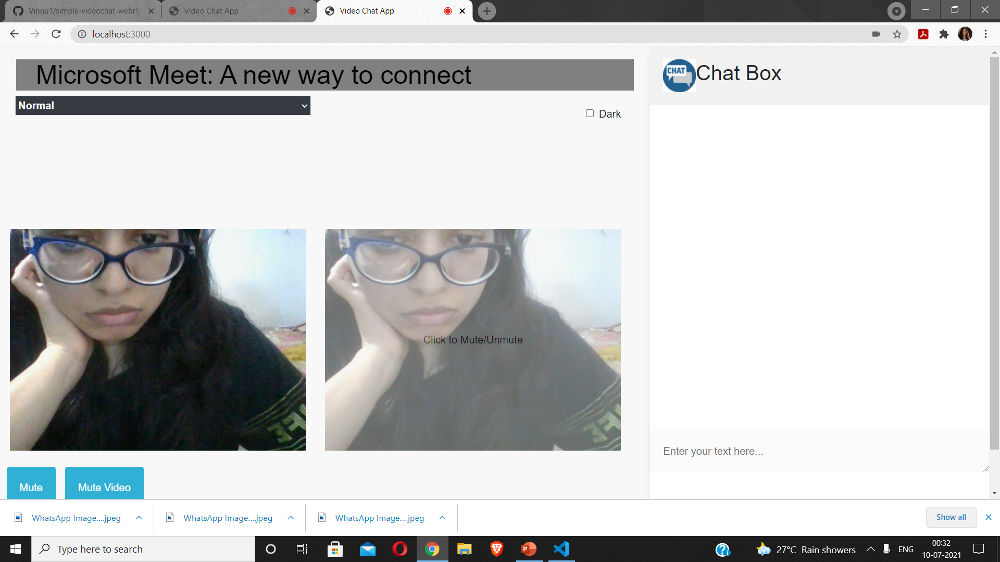 Vinnu1/simple-videochat-webrt
Video Chat App
Video Chat App
localhost:3000
Microsoft Meet: A new way to connect
Normal
Dark
CHAT
Chat Box
Click to Mute/Unmute
Enter your text here...
Mute
Mute Video
WhatsApp Image....jpeg
WhatsApp Image....jpeg
WhatsApp Image....jpeg
Show all
Type here to search
27°C Rain showers
ENG
00:32
10-07-2021